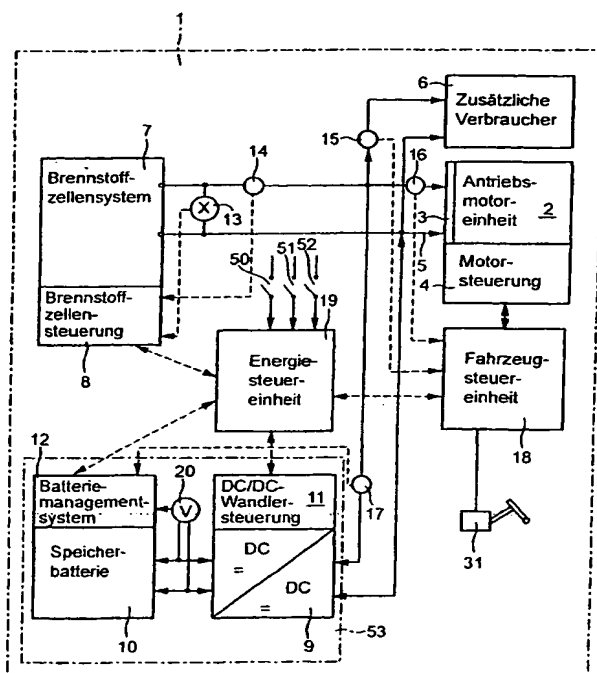 1
6
Zusätzliche
Verbraucher
7
14
15
16
Brennstoff-
zellensystem
X
13
3
Antriebs-
motor-
einheit
2
5
50
51
52
4
Motor-
steuerung
Brennstoff-
zellen-
steuerung
8
19
Energie-
steuer-
einheit
Fahrzeug-
steuer-
einheit
18
12
Batterie-
management-
system
20
V
DC/DC-
Wandler-
steuerung
11
17
31
Speicher-
batterie
DC
=
DC
=
10
9
53